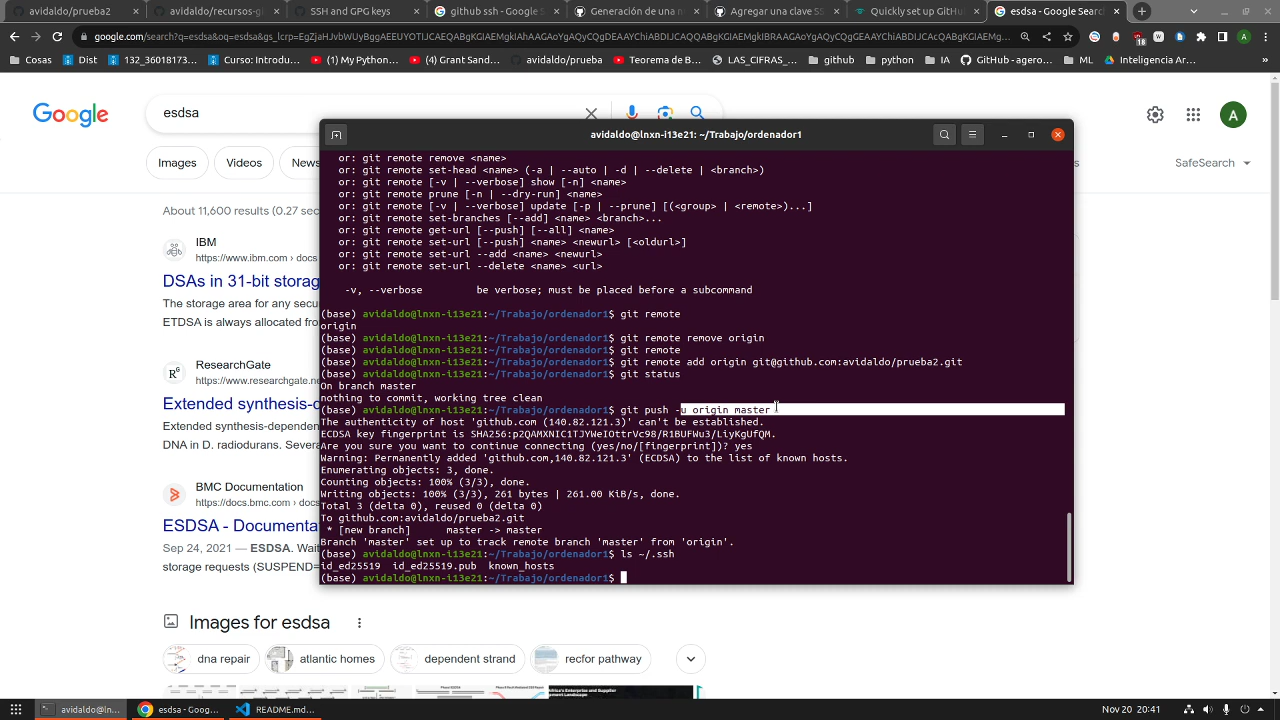 avidaldo/prueba
avidaldo/recursos-gi
SSH and GPG keys
github ssh - Google S
Generación de una n
Agregar una clave SS
Quickly set up GitHu
esdsa - Google Searc
google.com/search?q=esdsa&oq=esdsa&gs_lcrp=
Cosas
Dist
132_36018173...
Curso: Introdu...
(1) My Python...
(4) Grant Sand...
avidaldo/prueba
Teorema de B...
LAS_CIFRAS_...
github
python
IA
GitHub - agero...
ML
Inteligencia Ar...
Google
esdsa
A
Images
Videos
News
SafeSearch
About 11,600 results (0.27 sec
IBM
https://www.ibm.com › docs
DSAs in 31-bit storag
The storage area for any secu
ETDSA is always allocated from
ResearchGate
https://www.researchgate.ne
Extended synthesis-d
Extended synthesis-dependen
DNA in D. radiodurans. Severa
BMC Documentation
https://docs.bmc.com › docs
ESDSA - Documenta
Sep 24, 2021 — ESDSA. Wait
storage requests (SUSPEND=
Images for esdsa
dna repair
atlantic homes
dependent strand
recfor pathway
avidaldo@lnxn-i13e21: ~/Trabajo/ordenador1
or: git remote remove <name>
or: git remote set-head <name> (-a | --auto | -d | --delete | <branch>)
or: git remote [-v | --verbose] show [-n] <name>
or: git remote prune [-n | --dry-run] <name>
or: git remote [-v | --verbose] update [-p | --prune] [(<group> | <remote>)...]
or: git remote set-branches [--add] <name> <branch>...
or: git remote get-url [--push] [--all] <name>
or: git remote set-url [--push] <name> <newurl> [<oldurl>]
or: git remote set-url --add <name> <newurl>
or: git remote set-url --delete <name> <url>
-v, --verbose be verbose; must be placed before a subcommand
(base) avidaldo@lnxn-i13e21:~/Trabajo/ordenador1$ git remote
origin
(base) avidaldo@lnxn-i13e21:~/Trabajo/ordenador1$ git remote remove origin
(base) avidaldo@lnxn-i13e21:~/Trabajo/ordenador1$ git remote
(base) avidaldo@lnxn-i13e21:~/Trabajo/ordenador1$ git remote add origin git@github.com:avidaldo/prueba2.git
(base) avidaldo@lnxn-i13e21:~/Trabajo/ordenador1$ git status
On branch master
nothing to commit, working tree clean
(base) avidaldo@lnxn-i13e21:~/Trabajo/ordenador1$ git push -u origin master
The authenticity of host 'github.com (140.82.121.3)' can't be established.
ECDSA key fingerprint is SHA256:p2QAMXNIC1TJYWeIOttrVc98/R1BUFWu3/LiyKgUfQM.
Are you sure you want to continue connecting (yes/no/[fingerprint])? yes
Warning: Permanently added 'github.com,140.82.121.3' (ECDSA) to the list of known hosts.
Enumerating objects: 3, done.
Counting objects: 100% (3/3), done.
Writing objects: 100% (3/3), 261 bytes | 261.00 KiB/s, done.
Total 3 (delta 0), reused 0 (delta 0)
To github.com:avidaldo/prueba2.git
* [new branch] master -> master
Branch 'master' set up to track remote branch 'master' from 'origin'.
(base) avidaldo@lnxn-i13e21:~/Trabajo/ordenador1$ ls ~/.ssh
id_ed25519 id_ed25519.pub known_hosts
(base) avidaldo@lnxn-i13e21:~/Trabajo/ordenador1$
avidaldo@ln...
esdsa - Goog...
README.md...
Nov 20 20:41